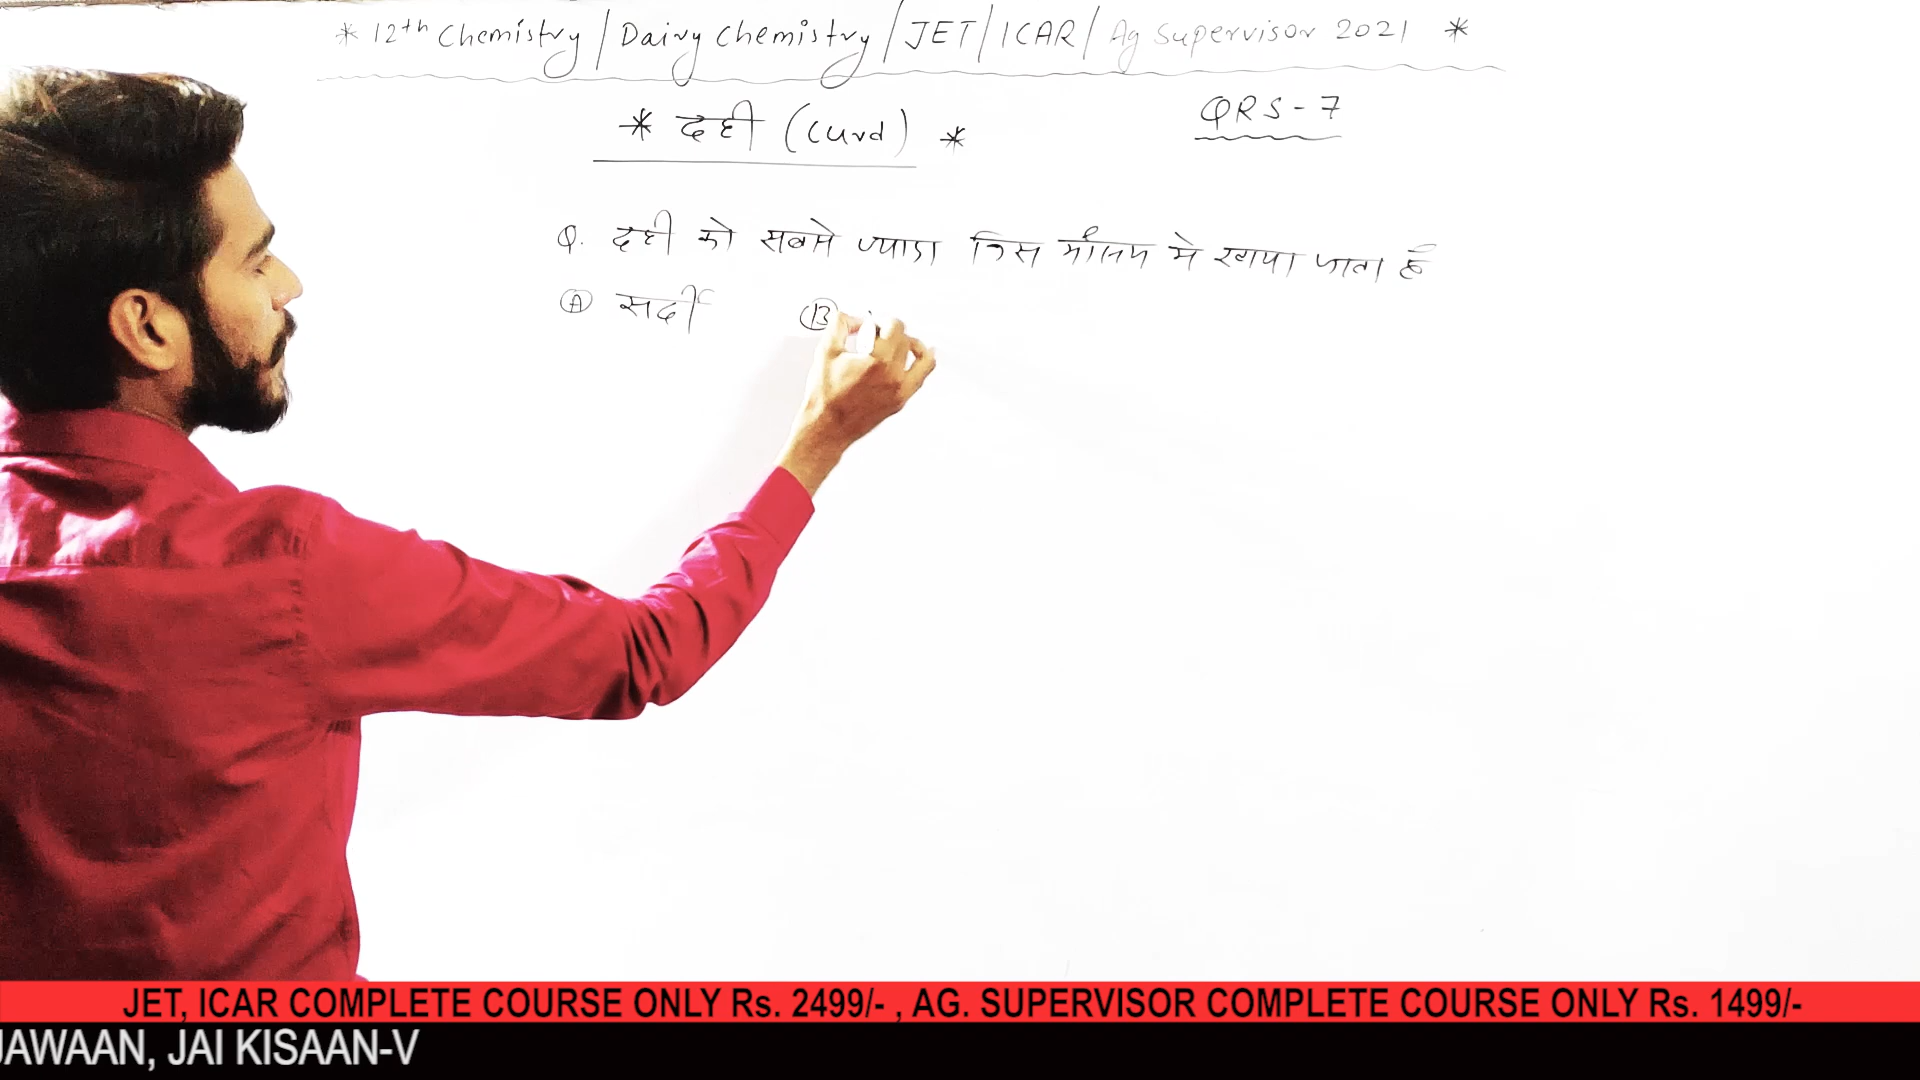 * 12th Chemistry / Dairy Chemistry / JET / ICAR / Ag Supervisor 2021 *
QRS-7
* दही (Curd) *
Q. दही को सबसे ज्यादा किस मौसम मे खाया जाता है
Ⓐ सर्दी Ⓑ
JET, ICAR COMPLETE COURSE ONLY Rs. 2499/- , AG. SUPERVISOR COMPLETE COURSE ONLY Rs. 1499/-
JAWAAN, JAI KISAAN-V